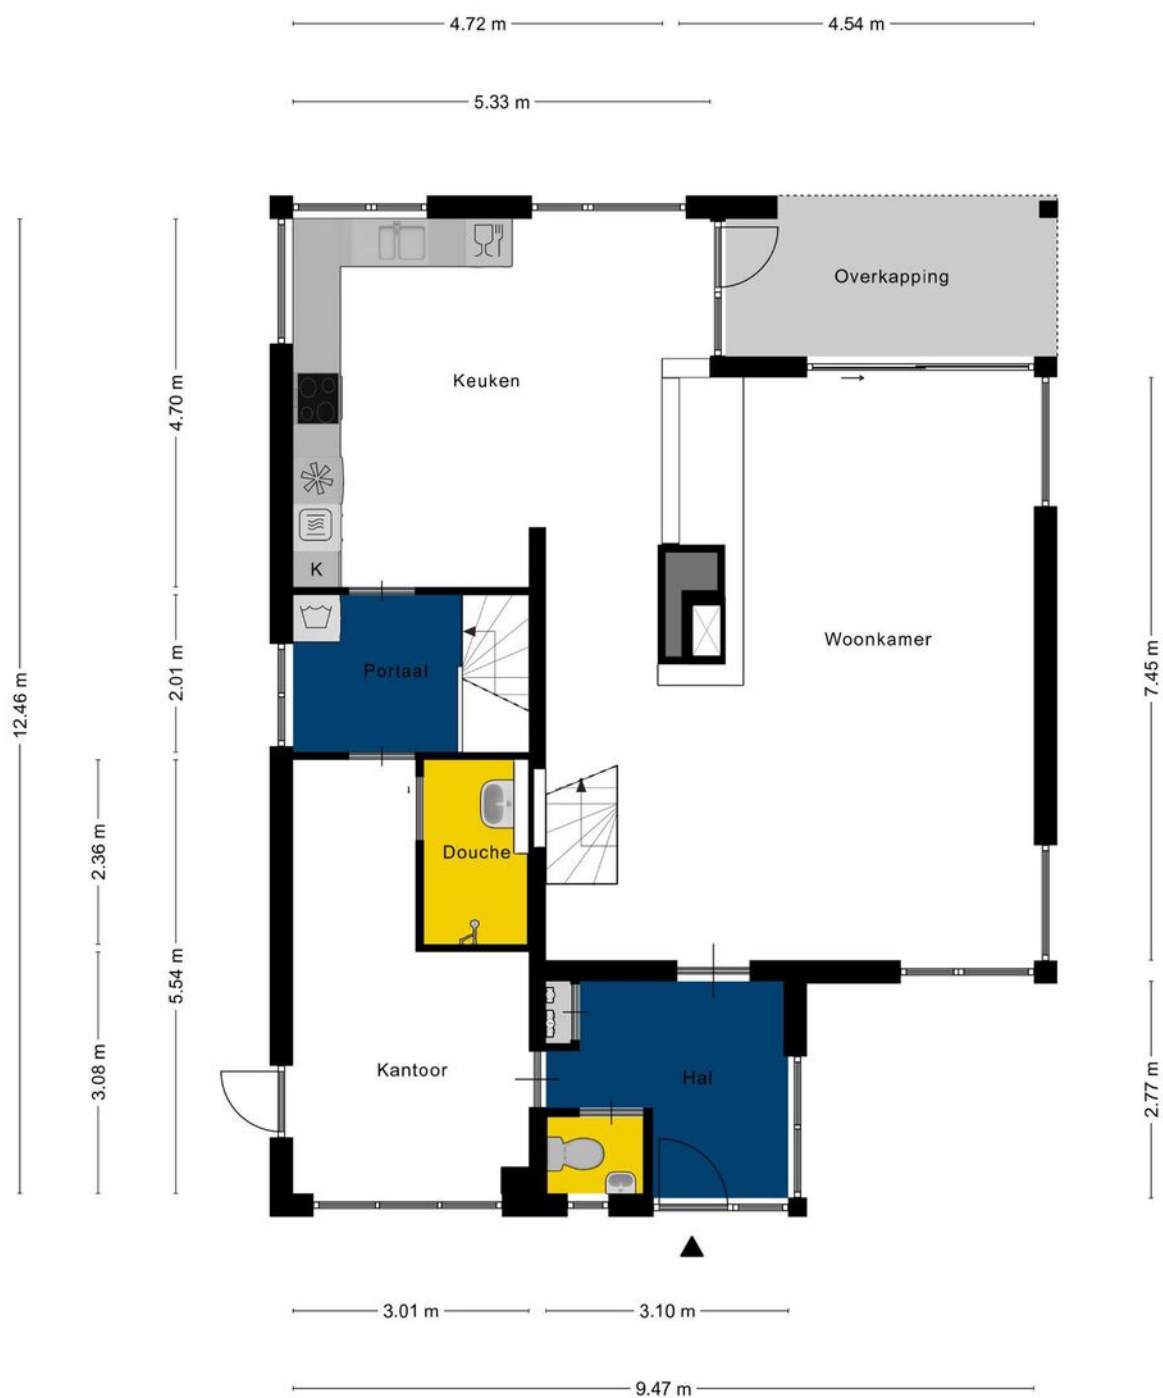 4.72 m
4.54 m
5.33 m
Overkapping
Keuken
4.70 m
K
Woonkamer
Portaal
2.01 m
7.45 m
12.46 m
2.36 m
Douche
5.54 m
3.08 m
Kantoor
Hal
2.77 m
3.01 m
3.10 m
9.47 m